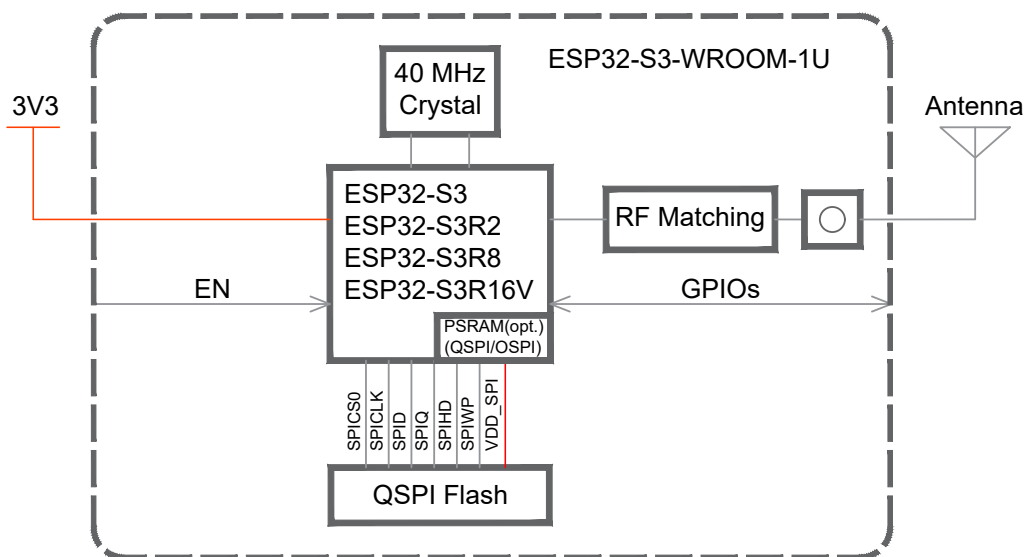 ESP32-S3-WROOM-1U
40 MHz
Crystal
3V3
Antenna
ESP32-S3
ESP32-S3R2
ESP32-S3R8
ESP32-S3R16V
RF Matching
EN
GPIOs
PSRAM(opt.)
(QSPI/OSPI)
SPICS0
SPICLK
SPID
SPIQ
SPIHD
SPIWP
VDD_SPI
QSPI Flash